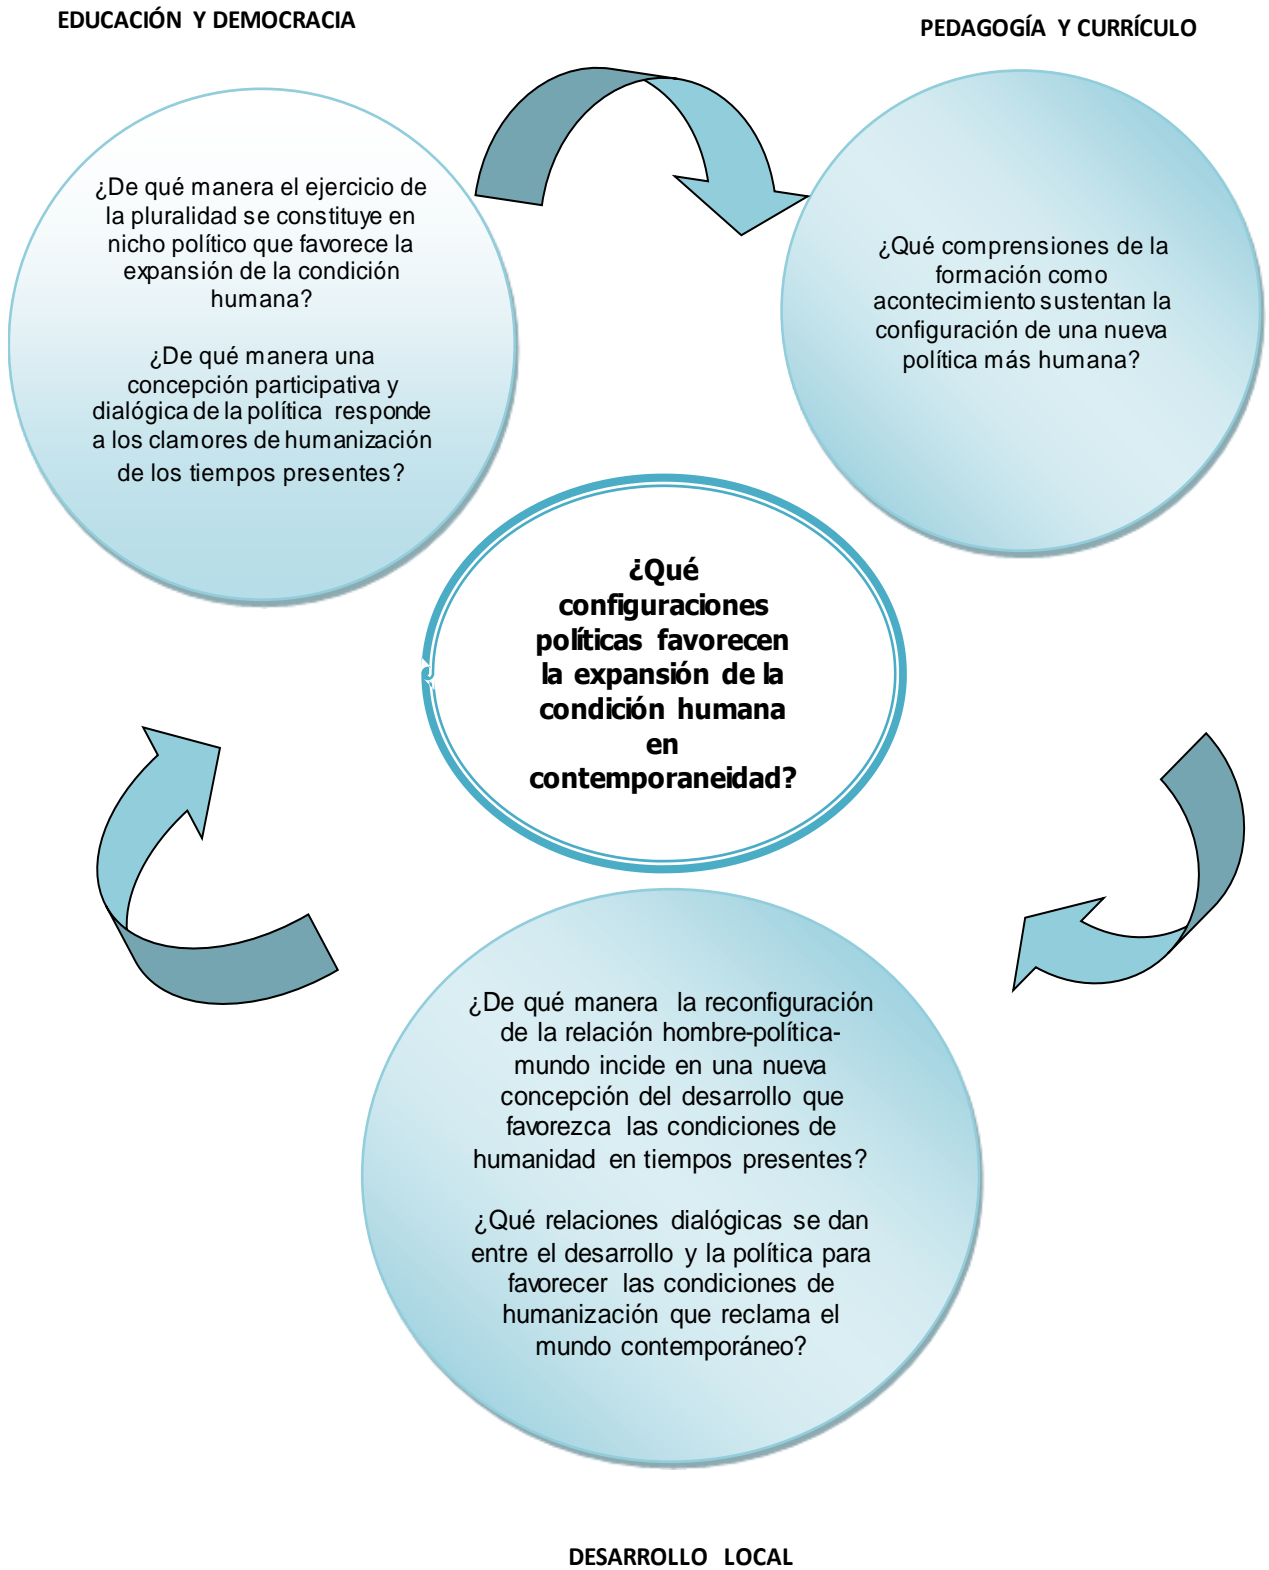 EDUCACIÓN Y DEMOCRACIA
PEDAGOGÍA Y CURRÍCULO
¿De qué manera el ejercicio de
la pluralidad se constituye en
nicho político que favorece la
expansión de la condición
humana?
¿De qué manera una
concepción participativa y
dialógica de la política responde
a los clamores de humanización
de los tiempos presentes?
¿Qué comprensiones de la
formación como
acontecimiento sustentan la
configuración de una nueva
política más humana?
¿Qué
configuraciones
políticas favorecen
la expansión de la
condición humana
en
contemporaneidad?
¿De qué manera la reconfiguración
de la relación hombre-política-
mundo incide en una nueva
concepción del desarrollo que
favorezca las condiciones de
humanidad en tiempos presentes?
¿Qué relaciones dialógicas se dan
entre el desarrollo y la política para
favorecer las condiciones de
humanización que reclama el
mundo contemporáneo?
DESARROLLO LOCAL